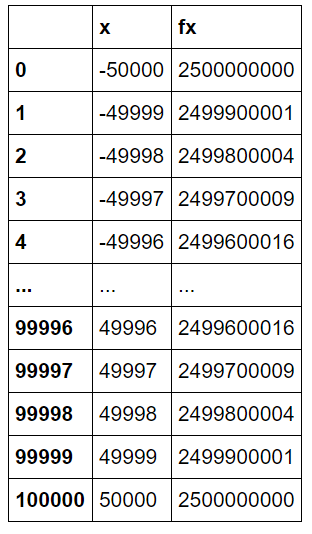 x fx
0 -50000 2500000000
1 -49999 2499900001
2 -49998 2499800004
3 -49997 2499700009
4 -49996 2499600016
... ... ...
99996 49996 2499600016
99997 49997 2499700009
99998 49998 2499800004
99999 49999 2499900001
100000 50000 2500000000